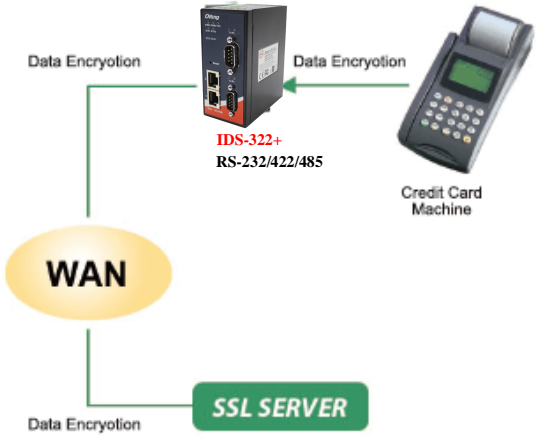 Data Encryotion
Data Encryotion
IDS-322+
RS-232/422/485
Credit Card
Machine
WAN
SSL SERVER
Data Encryotion